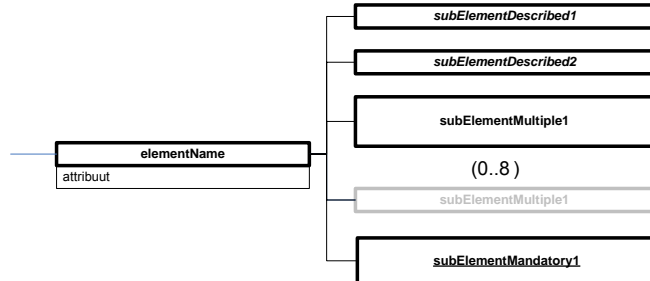 subElementDescribed1
subElementDescribed2
subElementMultiple1
elementName
attribuut
(0..8 )
subElementMultiple1
subElementMandatory1